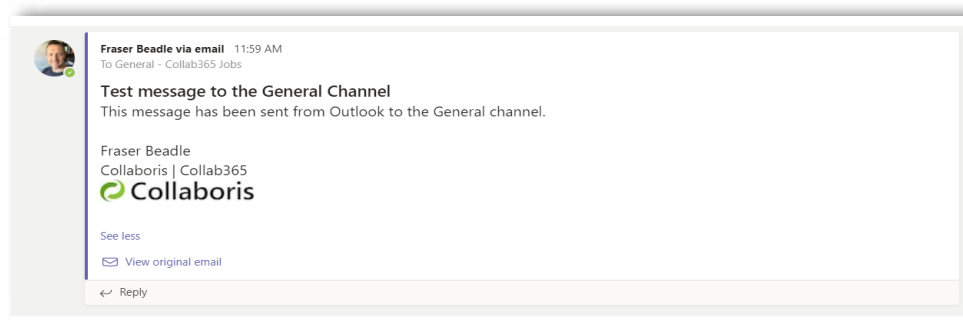 Fraser Beadle via email 11:59 AM
To General - Collab365 Jobs
Test message to the General Channel
This message has been sent from Outlook to the General channel.
Fraser Beadle
Collaboris | Collab365
Collaboris
See less
View original email
Reply